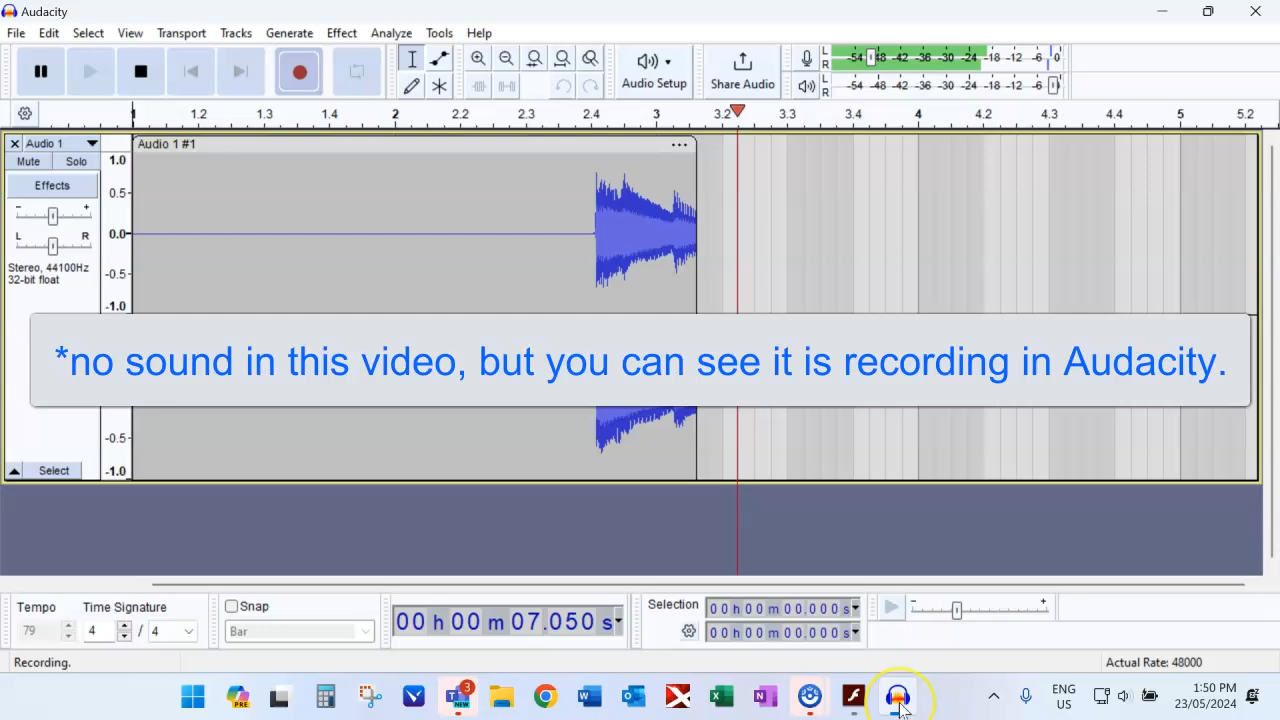 Audacity
File Edit Select View Transport Tracks Generate Effect Analyze Tools Help
L R -54 -48 -42 -36 -30 -24 -18 -12 -6 0
Audio Setup Share Audio
L R -54 -48 -42 -36 -30 -24 -18 -12 -6 0
1 1.2 1.3 1.4 2 2.2 2.3 2.4 3 3.2 3.3 3.4 4 4.2 4.3 4.4 5 5.2
Audio 1
Audio 1 #1
Mute Solo
1.0
Effects
0.5
- +
L R
0.0
Stereo, 44100Hz
32-bit float
-0.5
-1.0
*no sound in this video, but you can see it is recording in Audacity.
-0.5
Select
-1.0
Tempo Time Signature Snap
79 4 / 4 Bar
00 h 00 m 07.050 s
Selection
00 h 00 m 00.000 s
00 h 00 m 00.000 s
- +
Recording.
Actual Rate: 48000
PRE 3 NEW
ENG
US
1:50 PM
23/05/2024